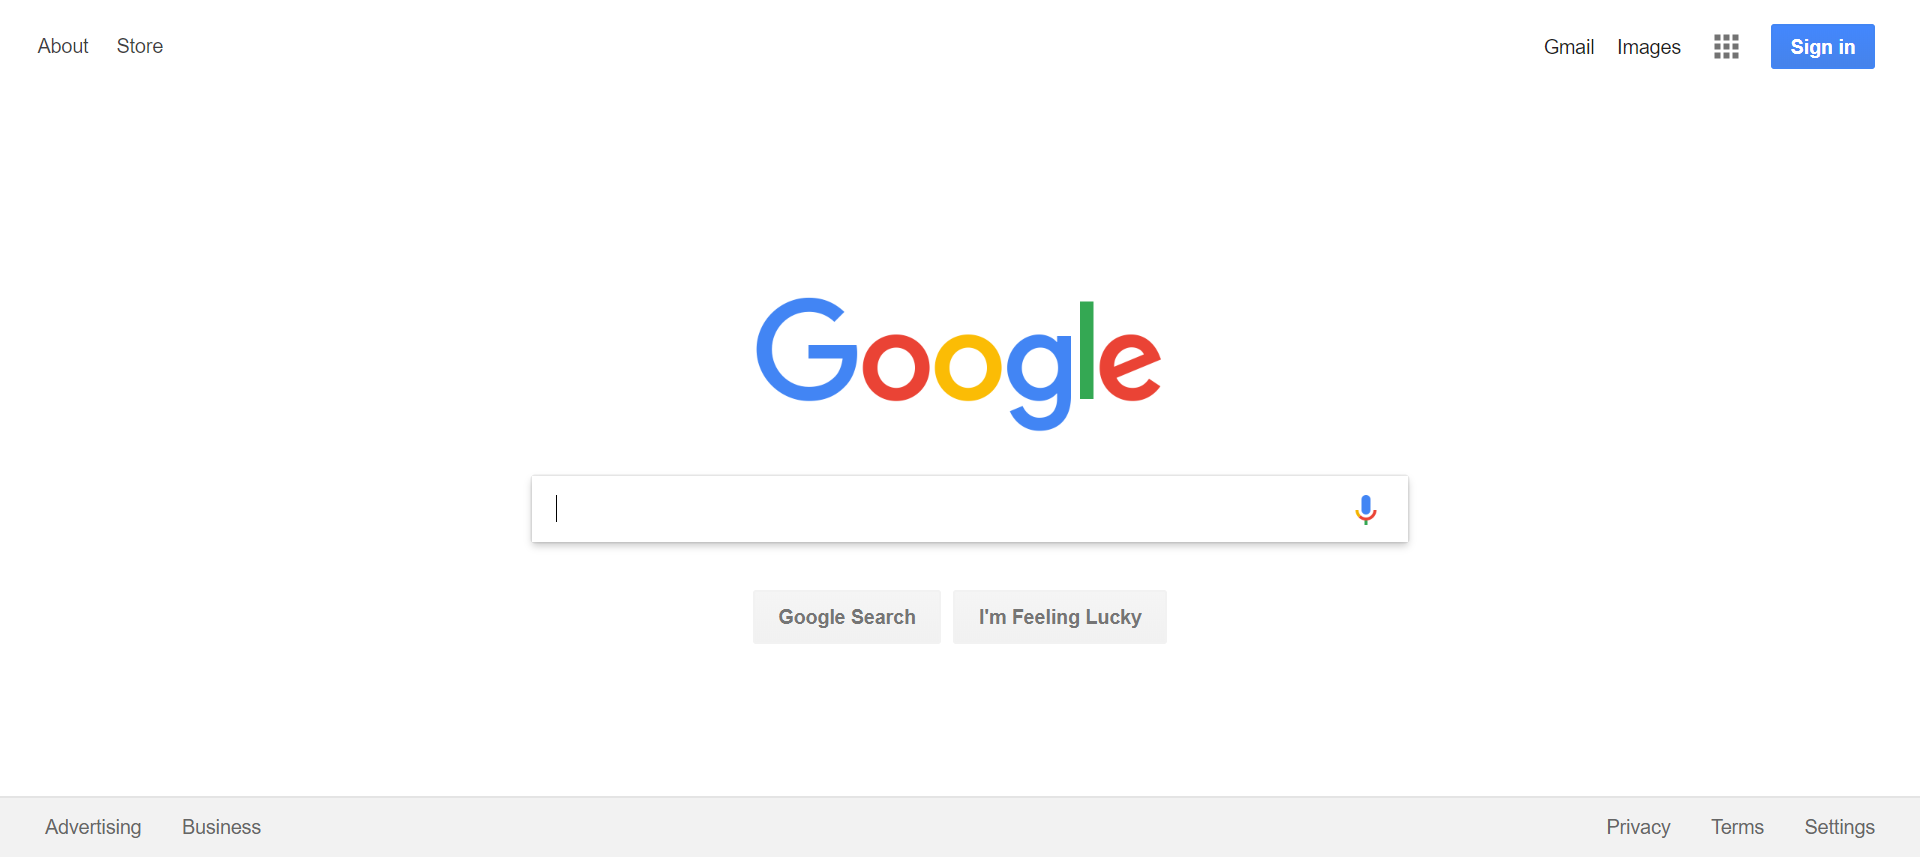 About Store Gmail Images Sign in
Google
Google Search I'm Feeling Lucky
Advertising Business Privacy Terms Settings